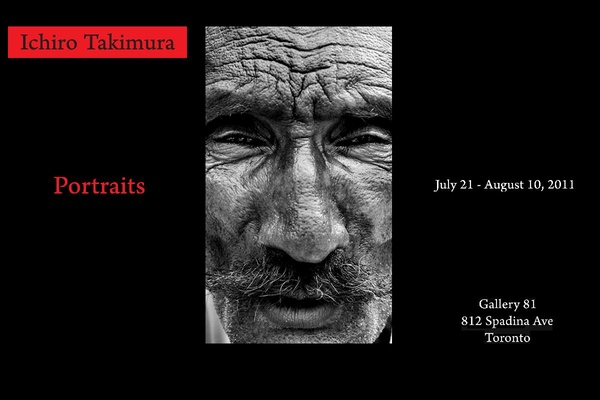 Ichiro Takimura
Portraits
July 21 - August 10, 2011
Gallery 81
812 Spadina Ave
Toronto